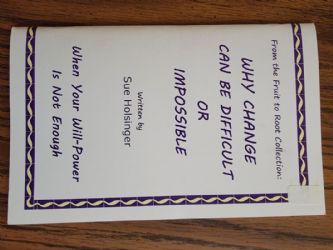 From the Fruit to Root Collection:
WHY CHANGE
CAN BE DIFFICULT
OR
IMPOSSIBLE
Written by
Sue Holsinger
When Your Will-Power
Is Not Enough